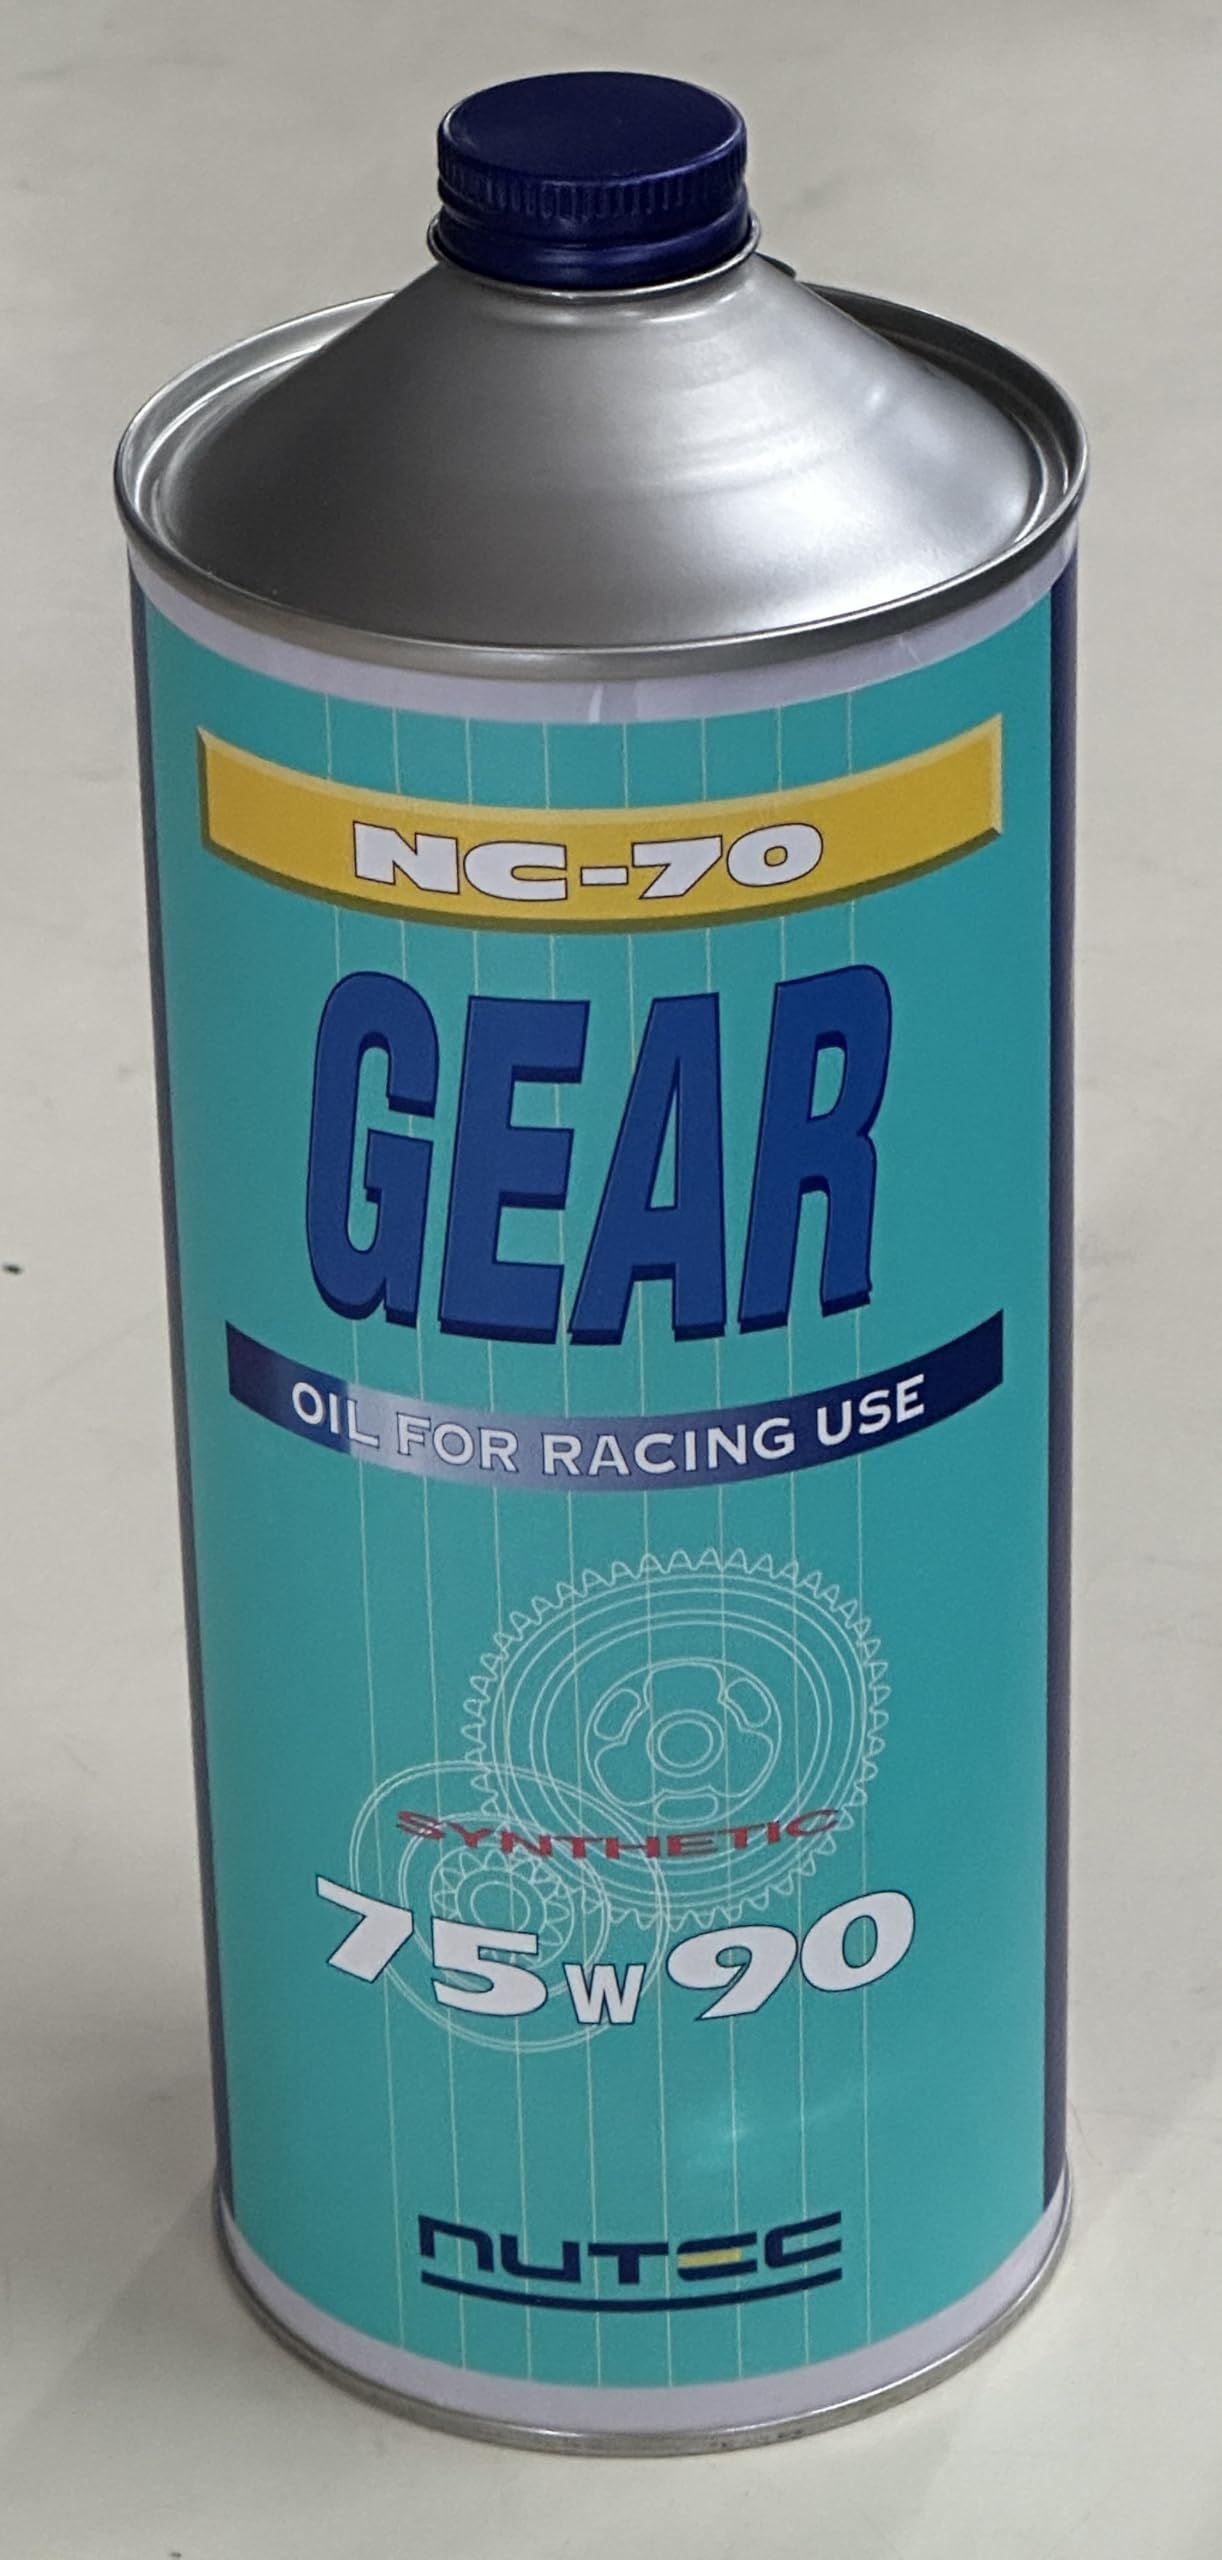 NC-70
GEAR
OIL FOR RACING USE
SYNTHETIC
75W90
NUTEC